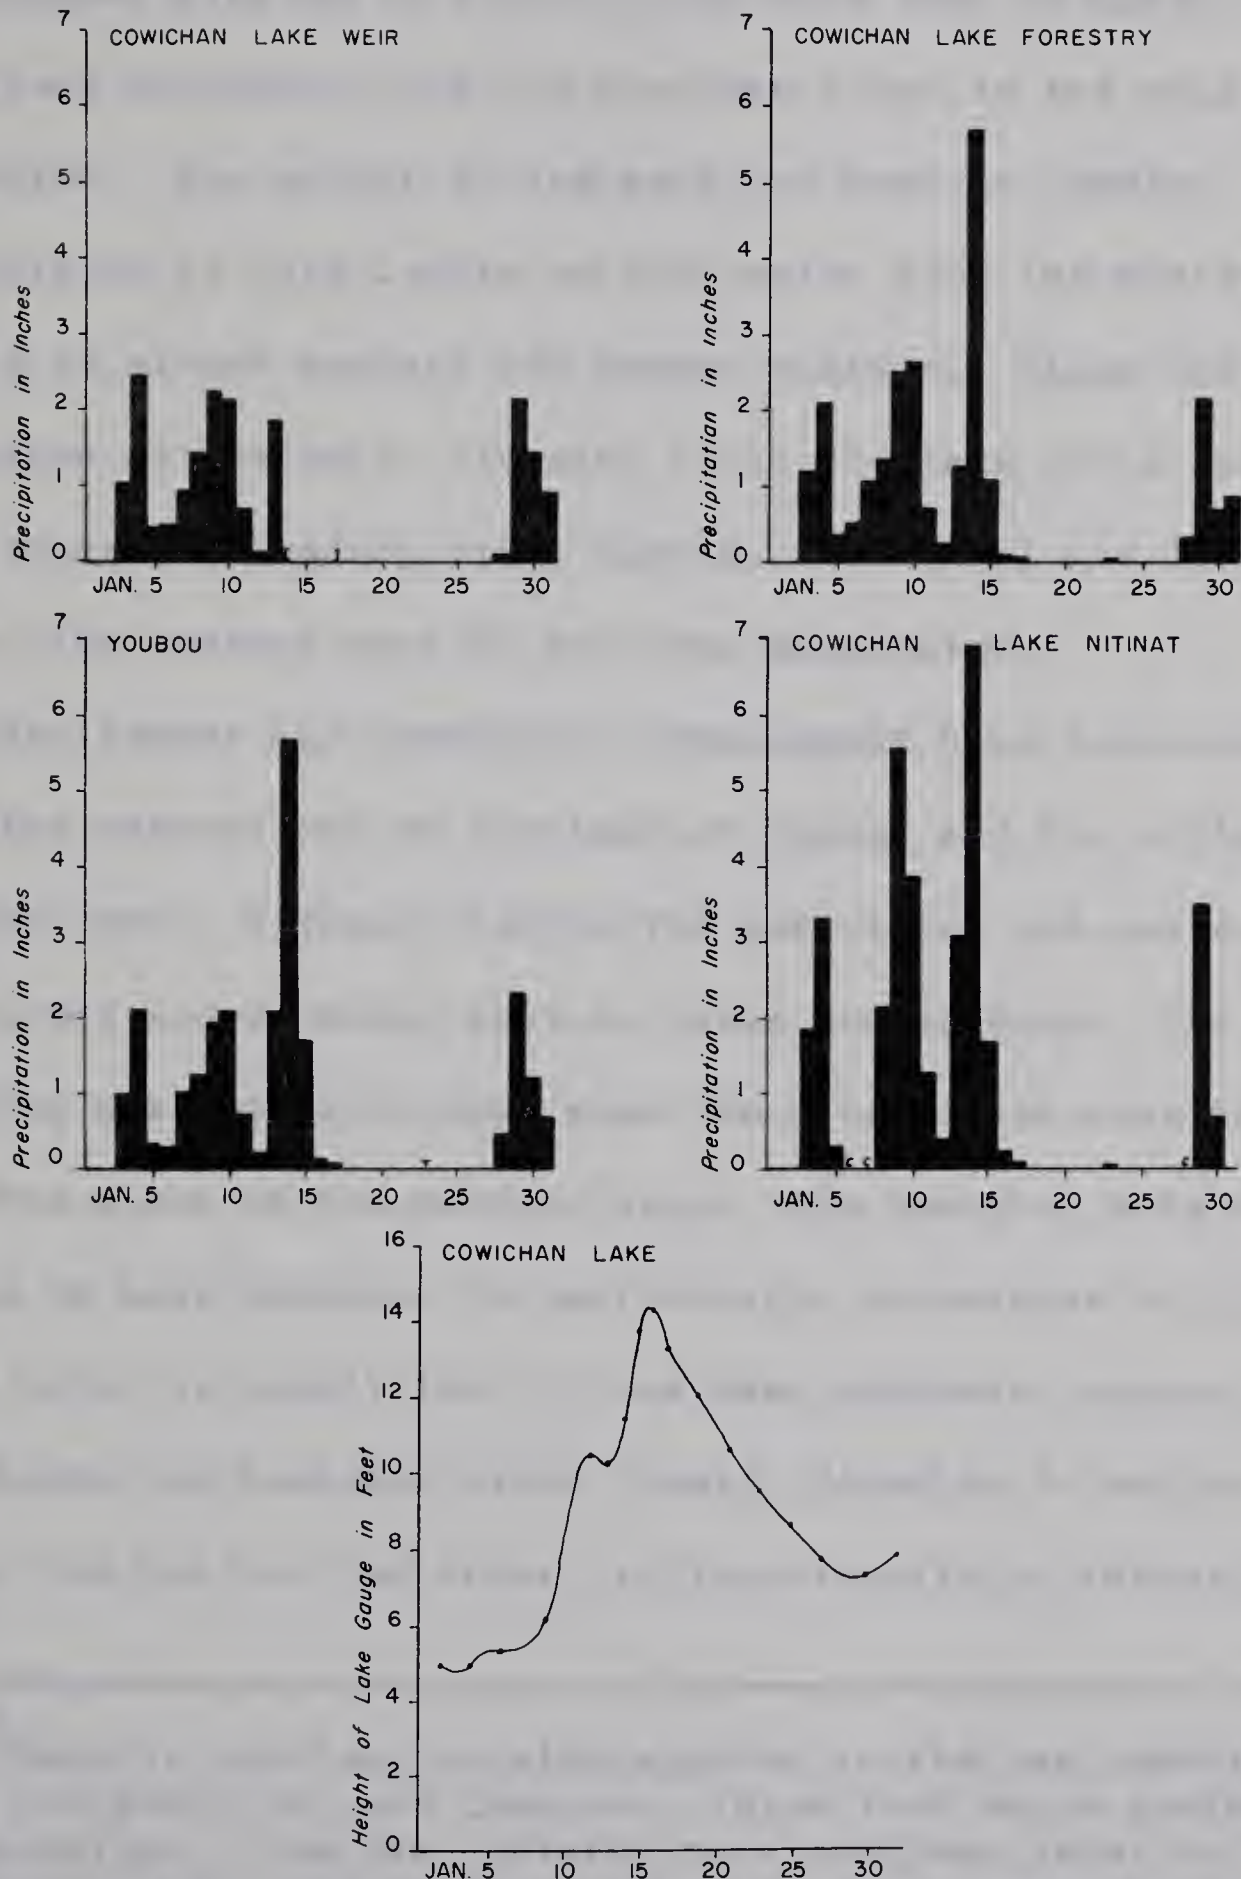 COWICHAN LAKE WEIR
7
6
5
4
3
2
1
0
Precipitation in Inches
JAN. 5 10 15 20 25 30
COWICHAN LAKE FORESTRY
7
6
5
4
3
2
1
0
Precipitatian in Inches
JAN. 5 10 15 20 25 30
YOUBOU
7
6
5
4
3
2
1
0
Precipitation in Inches
JAN. 5 10 15 20 25 30
COWICHAN LAKE NITINAT
7
6
5
4
3
2
1
0
Precipitation in Inches
c c c
JAN. 5 10 15 20 25 30
COWICHAN LAKE
16
14
12
10
8
6
4
2
0
Height of Lake Gauge in Feet
JAN. 5 10 15 20 25 30